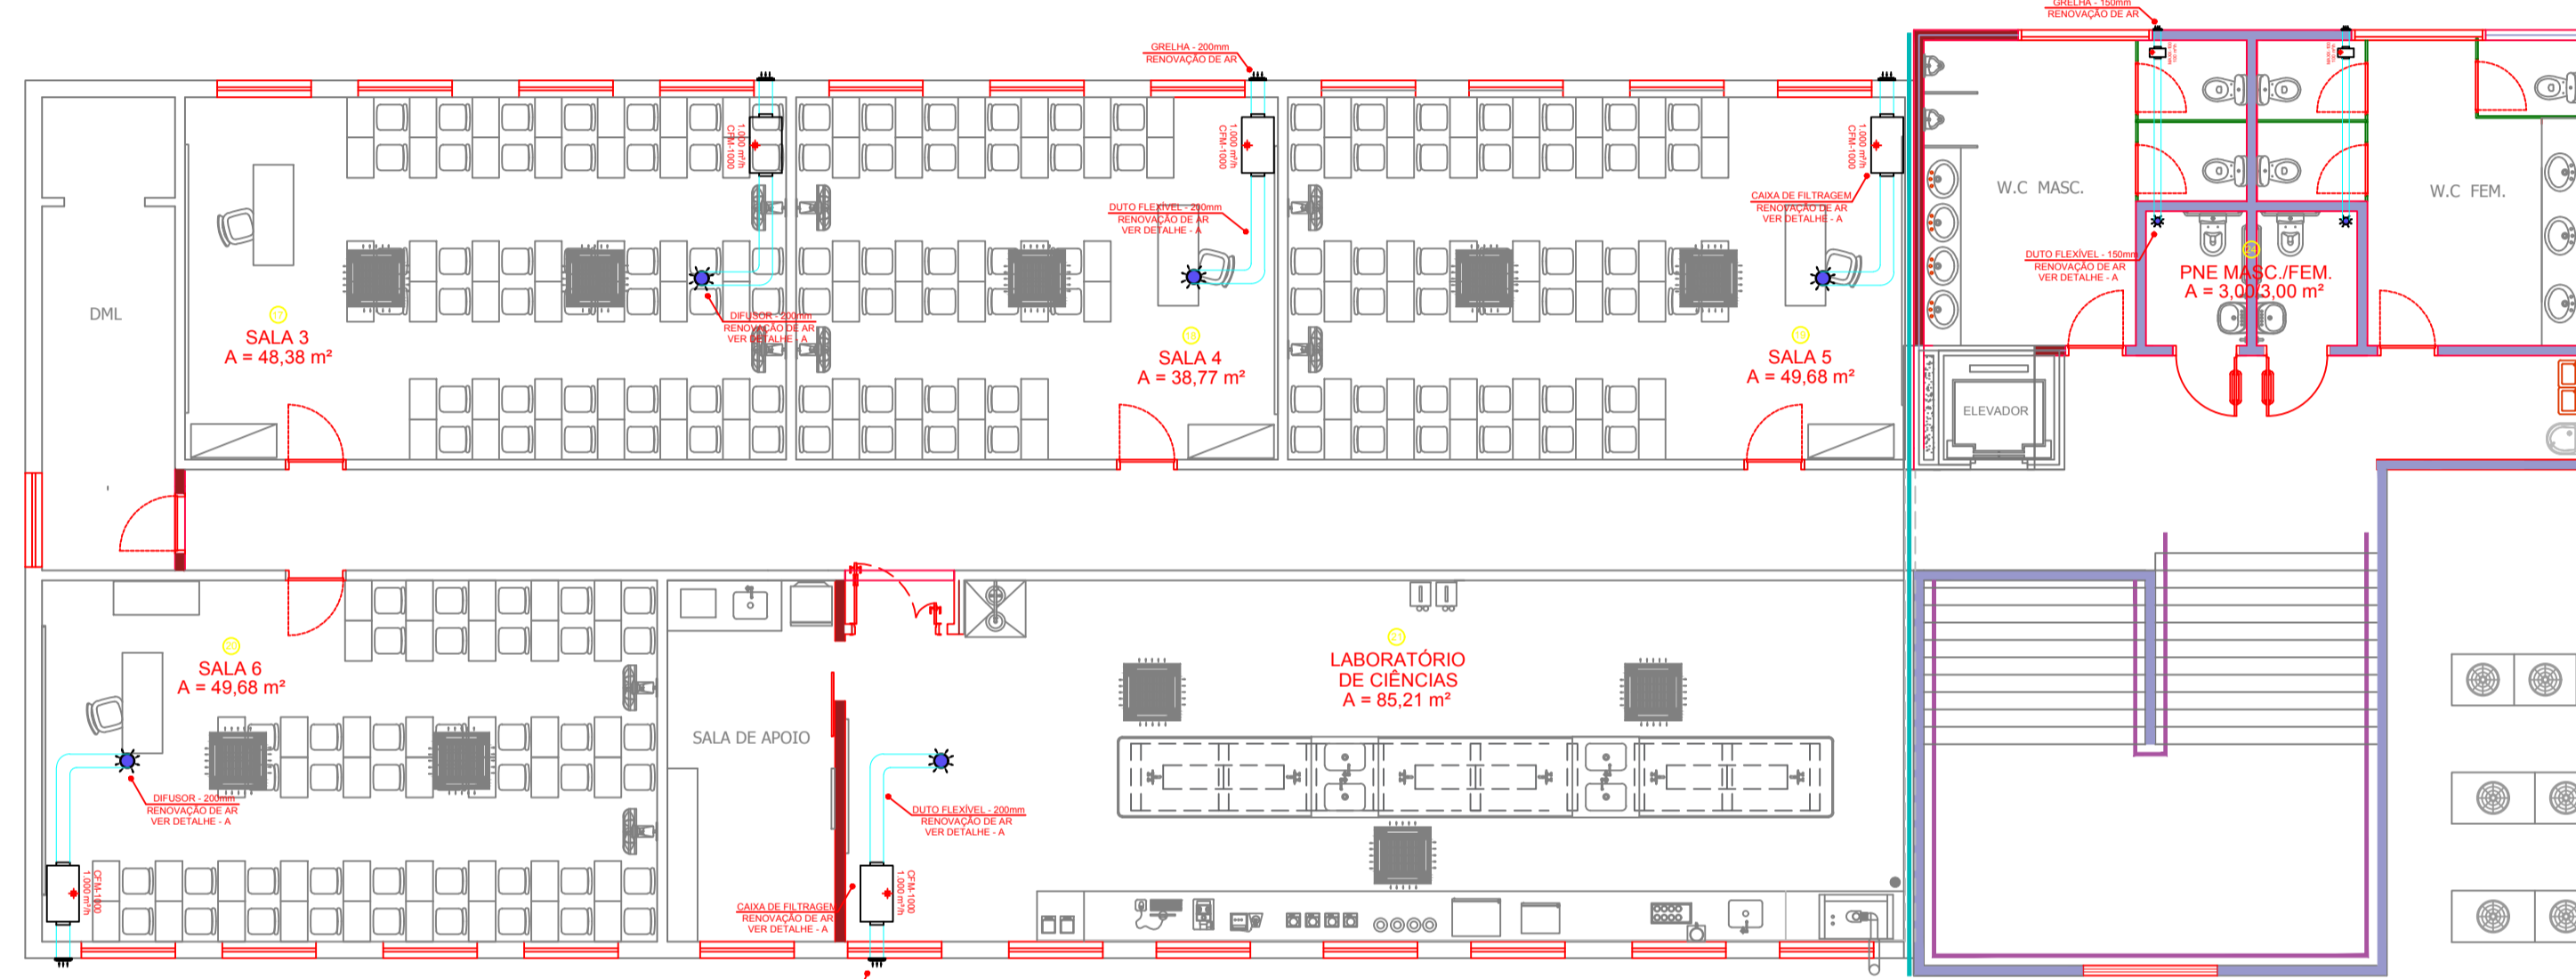 GRELHA - 150mm
RENOVAÇÃO DE AR
GRELHA - 200mm
RENOVAÇÃO DE AR
1.000 m³/h
CFM-1000
1.000 m³/h
CFM-1000
1.000 m³/h
CFM-1000
CAIXA DE FILTRAGEM
RENOVAÇÃO DE AR
VER DETALHE - A
DUTO FLEXÍVEL - 200mm
RENOVAÇÃO DE AR
VER DETALHE - A
W.C MASC.
W.C FEM.
DUTO FLEXÍVEL - 150mm
RENOVAÇÃO DE AR
VER DETALHE - A
PNE MASC./FEM.
A = 3,00/3,00 m²
DML
17
SALA 3
A = 48,38 m²
DIFUSOR - 200mm
RENOVAÇÃO DE AR
VER DETALHE - A
18
SALA 4
A = 38,77 m²
19
SALA 5
A = 49,68 m²
ELEVADOR
20
SALA 6
A = 49,68 m²
21
LABORATÓRIO
DE CIÊNCIAS
A = 85,21 m²
SALA DE APOIO
DIFUSOR - 200mm
RENOVAÇÃO DE AR
VER DETALHE - A
DUTO FLEXÍVEL - 200mm
RENOVAÇÃO DE AR
VER DETALHE - A
CFM-1000
1.000 m³/h
CFM-1000
1.000 m³/h
CAIXA DE FILTRAGEM
RENOVAÇÃO DE AR
VER DETALHE - A